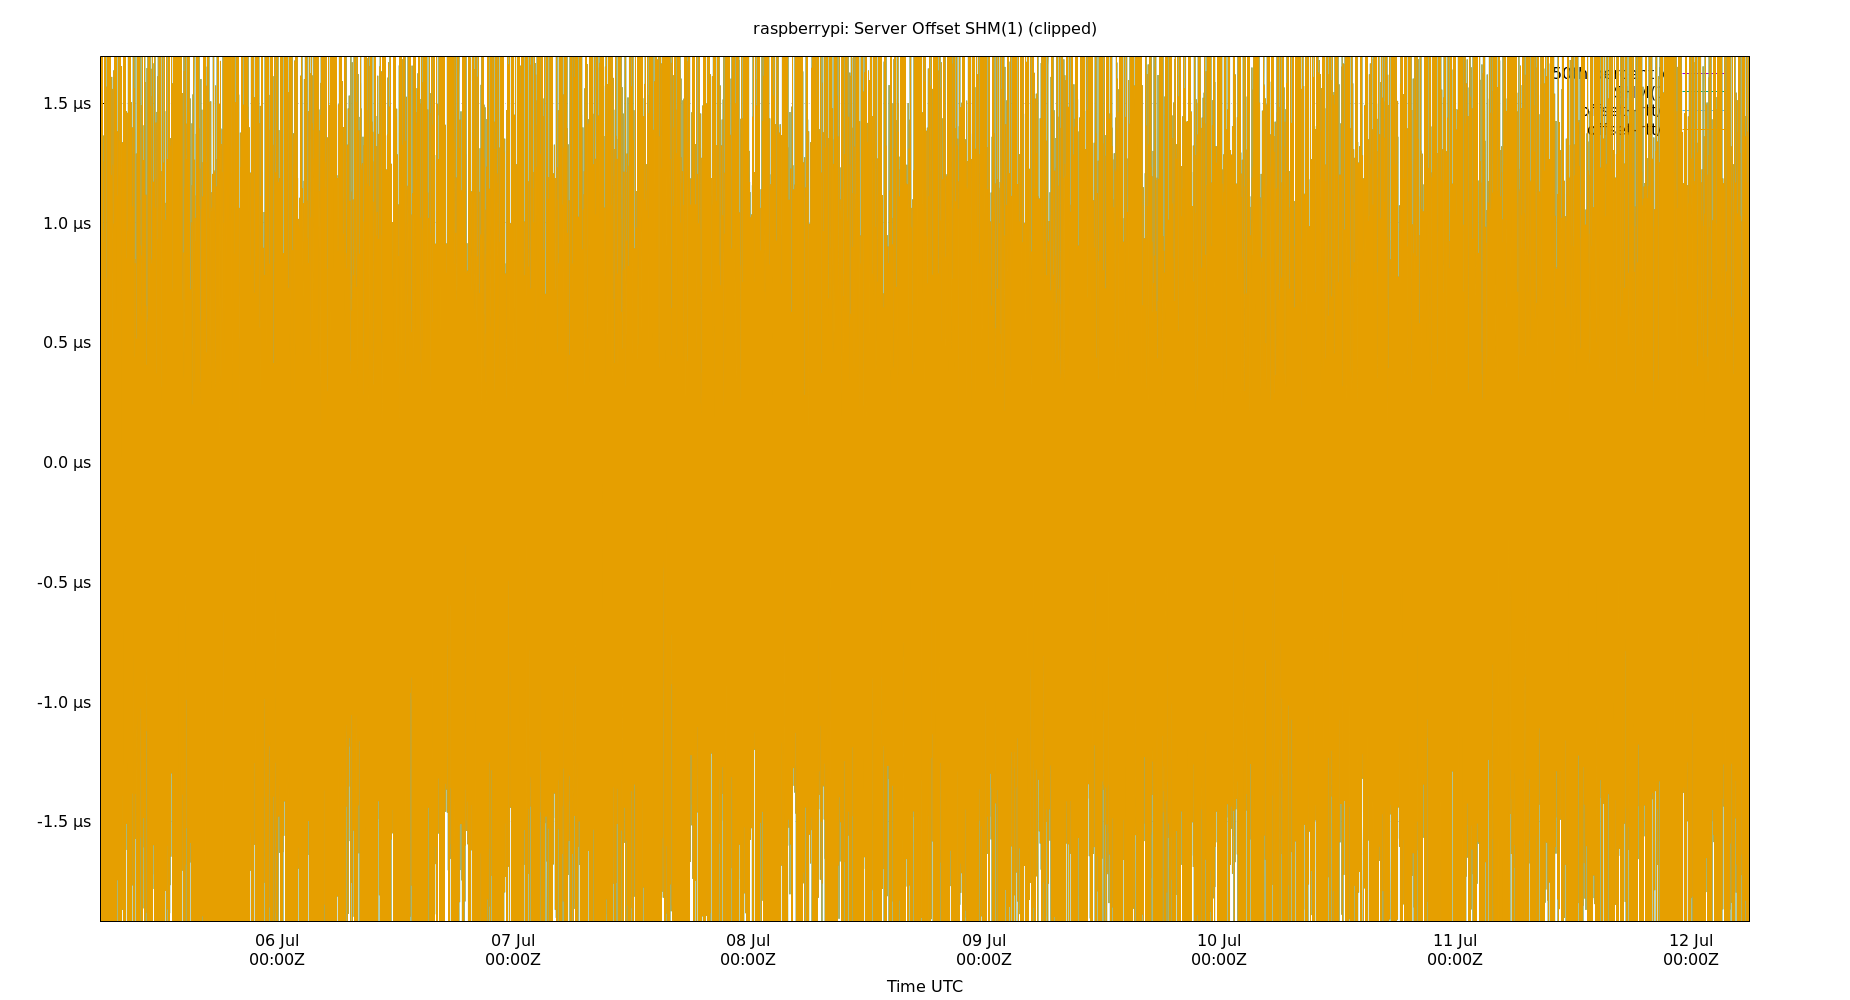 raspberrypi: Server Offset SHM(1) (clipped)
1.5 µs
1.0 µs
0.5 µs
0.0 µs
-0.5 µs
-1.0 µs
-1.5 µs
06 Jul 07 Jul 08 Jul 09 Jul 10 Jul 11 Jul 12 Jul
00:00Z 00:00Z 00:00Z 00:00Z 00:00Z 00:00Z 00:00Z
Time UTC